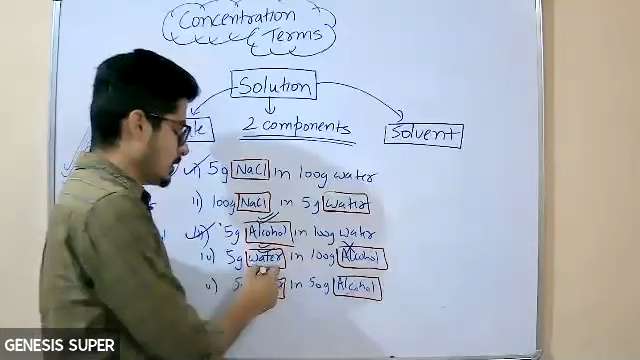 Concentration
Terms
Solution
2 components
Solvent
5g NaCl in 100g water
ii) 100g NaCl in 5g water
5g Alcohol in 100g water
iv) 5g water in 100g Alcohol
v) in 50g Alcohol
GENESIS SUPER